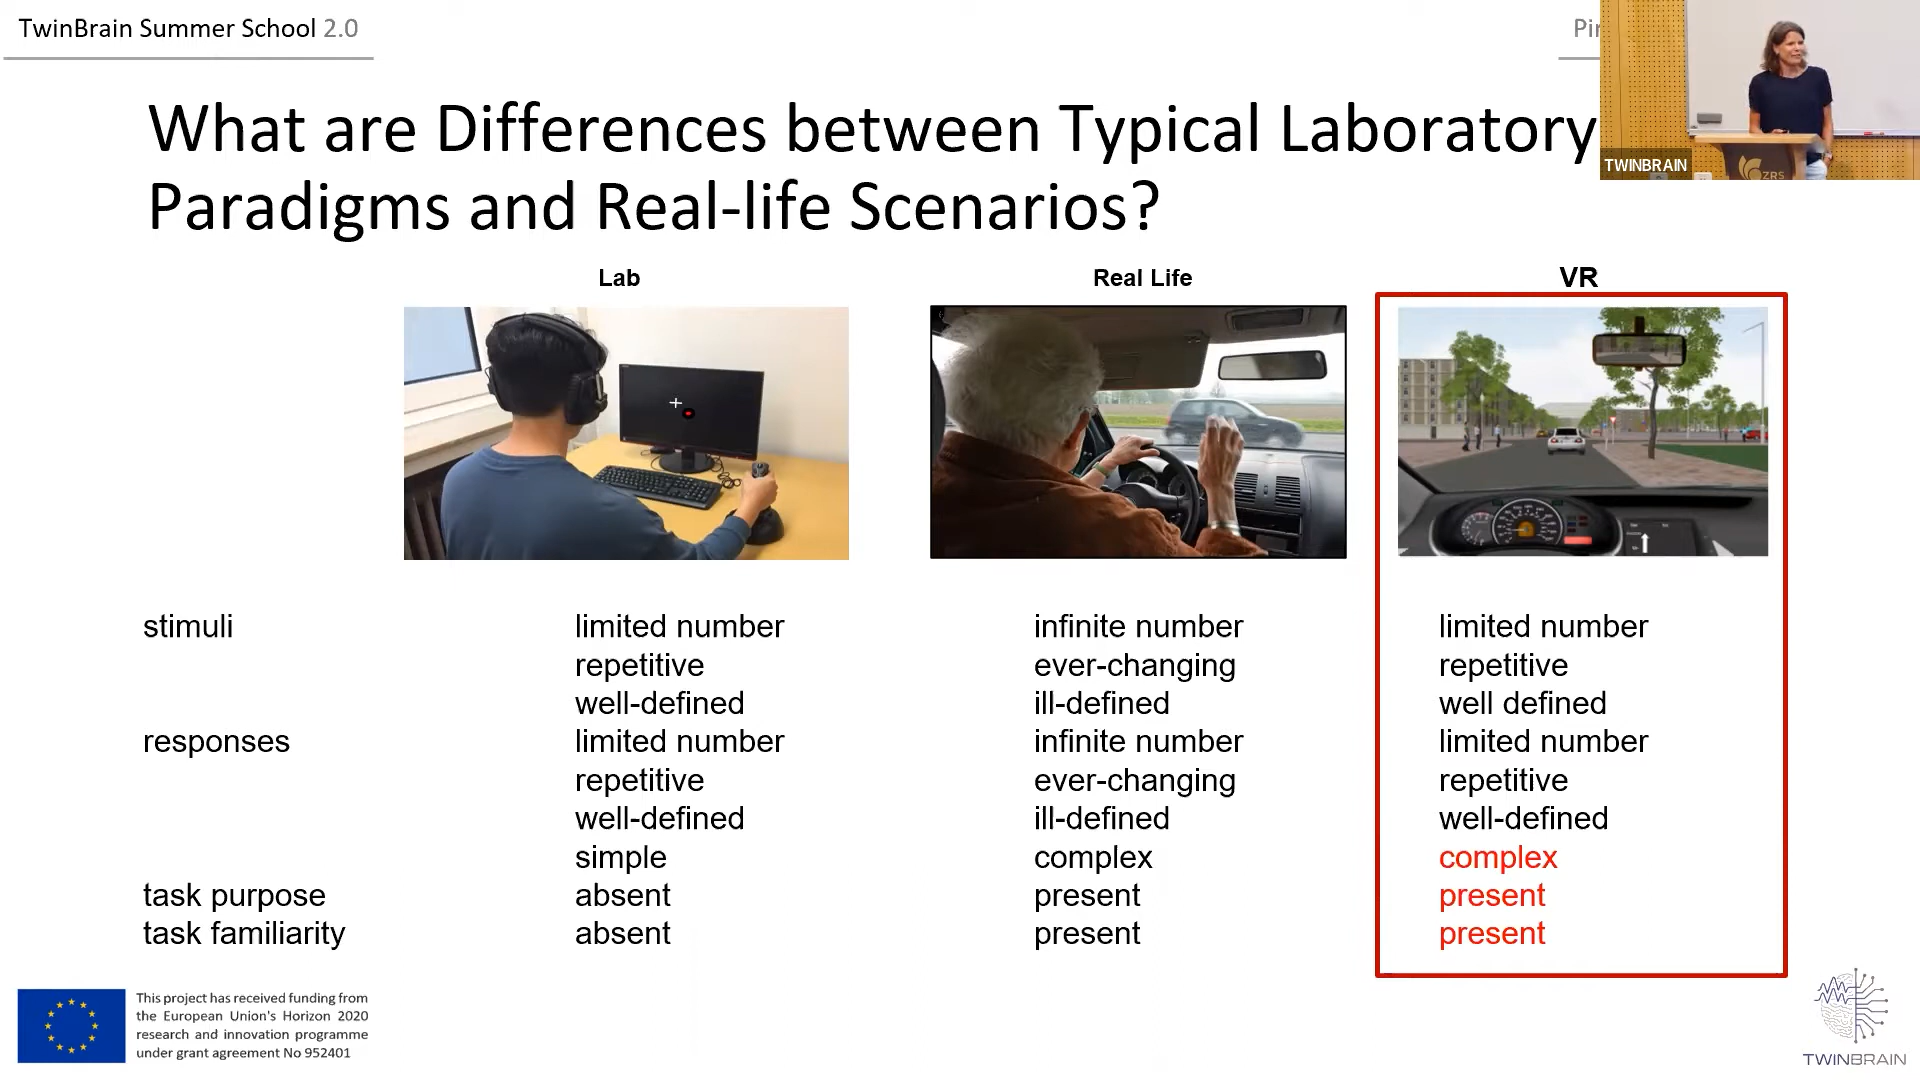 TwinBrain Summer School 2.0
What are Differences between Typical Laboratory
Paradigms and Real-life Scenarios?
TWINBRAIN
ZRS
Lab Real Life VR
stimuli limited number infinite number limited number
repetitive ever-changing repetitive
well-defined ill-defined well defined
responses limited number infinite number limited number
repetitive ever-changing repetitive
well-defined ill-defined well-defined
simple complex complex
task purpose absent present present
task familiarity absent present present
This project has received funding from
the European Union's Horizon 2020
research and innovation programme
under grant agreement No 952401
TWINBRAIN